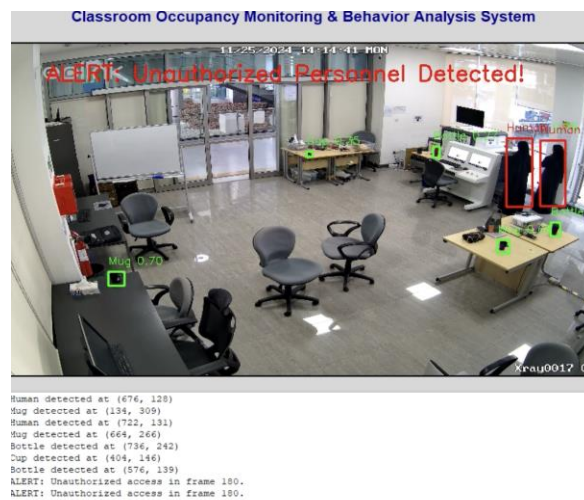 Classroom Occupancy Monitoring & Behavior Analysis System
11-25-2024 14:14:41 MON
ALERT: Unauthorized Personnel Detected!
Human
Human
Mug 0.70
Xray0017
Human detected at (676, 128)
Mug detected at (134, 309)
Human detected at (722, 131)
Mug detected at (664, 266)
Bottle detected at (736, 242)
Cup detected at (404, 146)
Bottle detected at (576, 139)
ALERT: Unauthorized access in frame 180.
ALERT: Unauthorized access in frame 180.